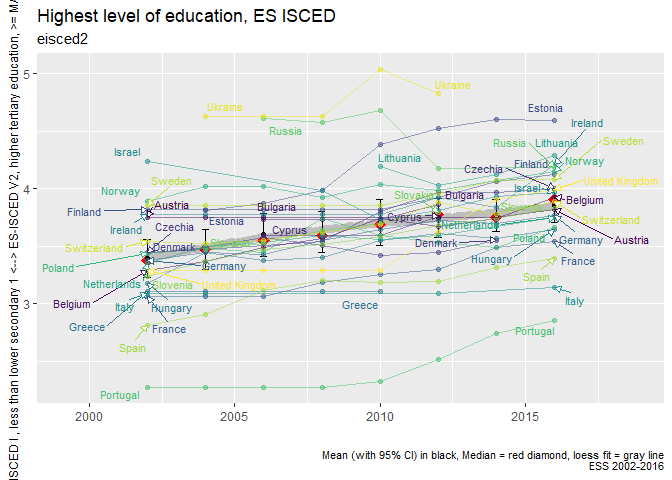 Highest level of education, ES ISCED
eisced2
ISCED I , less than lower secondary 1 <--> ES-ISCED V2, higher tertiary education, >= MA
5
4
3
Ukraine
Ukraine
Russia
Estonia
Ireland
Israel
Lithuania
Russia
Lithuania
Sweden
Sweden
Czechia
Finland
Norway
Norway
Slovakia
Israel
United Kingdom
Bulgaria
Belgium
Finland
Austria
Cyprus
Switzerland
Ireland
Czechia
Estonia
Bulgaria
Cyprus
Netherlands
Switzerland
Denmark
Denmark
Poland
Germany
Austria
Poland
Germany
Hungary
France
Netherlands
Slovenia
United Kingdom
Spain
Belgium
Italy
Hungary
Greece
Italy
Greece
France
Spain
Portugal
Portugal
2000
2005
2010
2015
Mean (with 95% CI) in black, Median = red diamond, loess fit = gray line
ESS 2002-2016